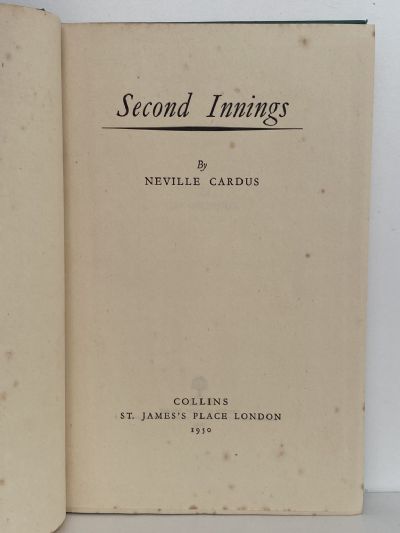 Second Innings
By
NEVILLE CARDUS
COLLINS
ST. JAMES'S PLACE LONDON
1950